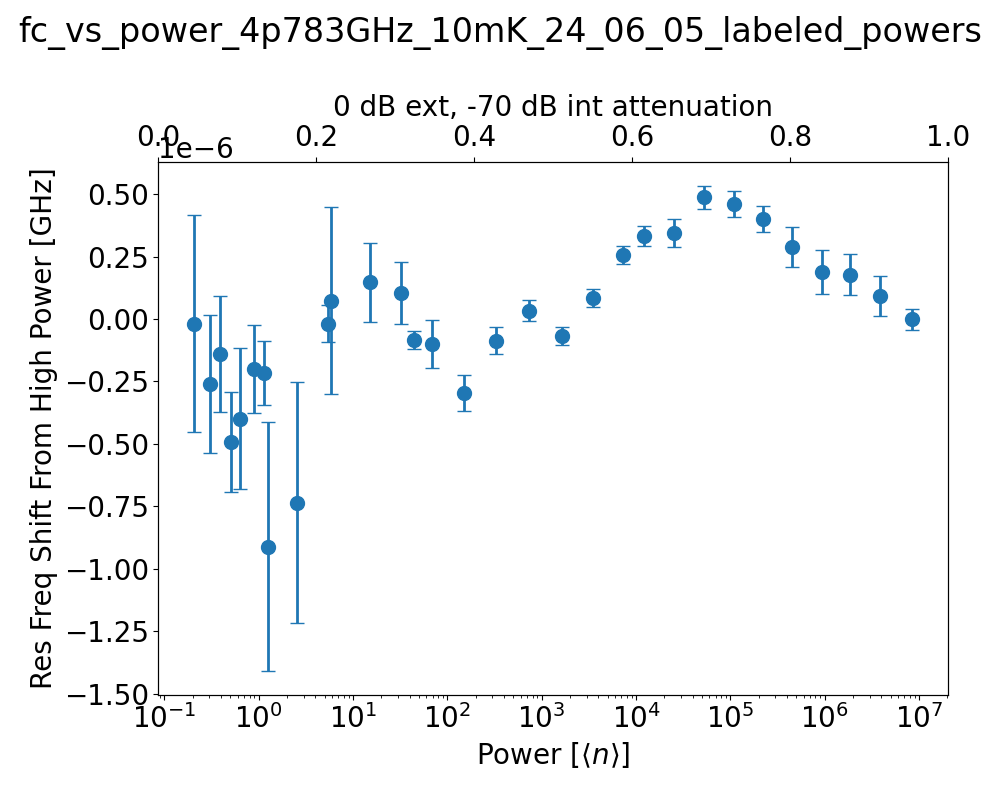 fc_vs_power_4p783GHz_10mK_24_06_05_labeled_powers
0 dB ext, -70 dB int attenuation
0.0 0.2 0.4 0.6 0.8 1.0
1e−6
Res Freq Shift From High Power [GHz]
0.50
0.25
0.00
−0.25
−0.50
−0.75
−1.00
−1.25
−1.50
10⁻¹ 10⁰ 10¹ 10² 10³ 10⁴ 10⁵ 10⁶ 10⁷
Power [⟨n⟩]